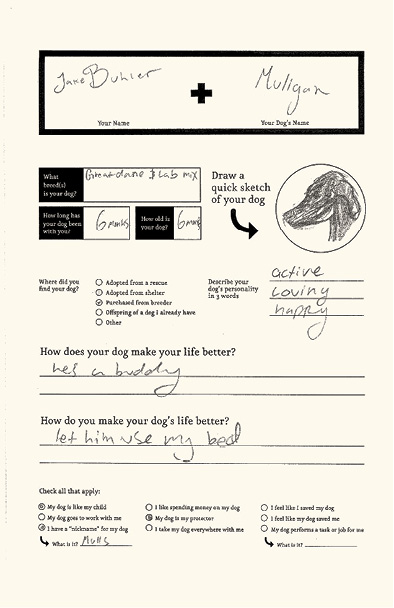 Jane Buhler + Muligan
Your Name Your Dog's Name
What breed(s) is your dog? Great dane & Lab mix
How long has your dog been with you? 6 months
How old is your dog? 6 months
Draw a
quick sketch
of your dog
Where did you
find your dog?
Adopted from a rescue
Adopted from shelter
Purchased from breeder
Offspring of a dog I already have
Other
Describe your
dog's personality
in 3 words
active
loving
happy
How does your dog make your life better?
hes a buddy
How do you make your dog's life better?
let him use my bed
Check all that apply:
My dog is like my child
My dog goes to work with me
I have a "nickname" for my dog
What is it? Mulls
I like spending money on my dog
My dog is my protector
I take my dog everywhere with me
I feel like I saved my dog
I feel like my dog saved me
My dog performs a task or job for me
What is it?